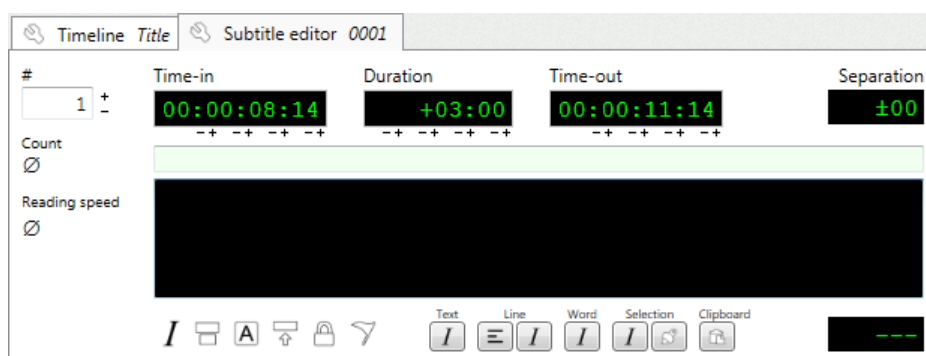 Timeline Title Subtitle editor 0001
# Time-in Duration Time-out Separation
1 + -
00:00:08:14 +03:00 00:00:11:14 ±00
-+ -+ -+ -+ -+ -+ -+ -+ -+ -+ -+ -+
Count
Ø
Reading speed
Ø
Text Line Word Selection Clipboard
I A I I I I
---